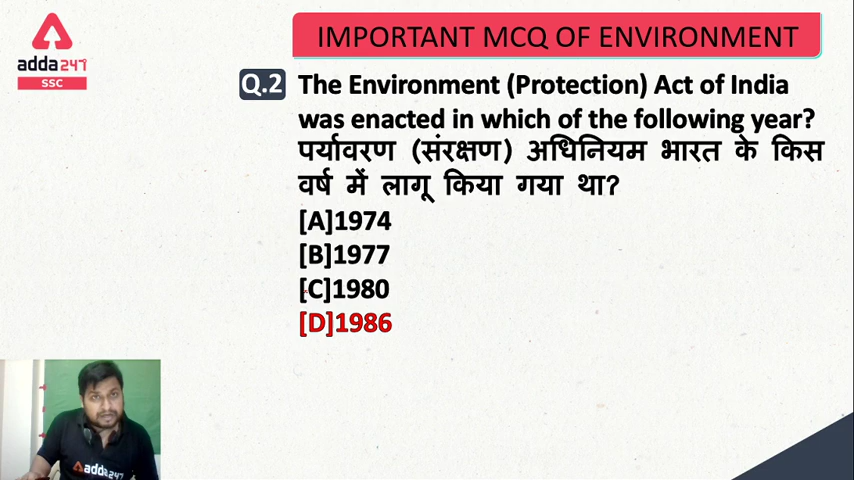 adda247
SSC
IMPORTANT MCQ OF ENVIRONMENT
Q.2 The Environment (Protection) Act of India
was enacted in which of the following year?
पर्यावरण (संरक्षण) अधिनियम भारत के किस
वर्ष में लागू किया गया था?
[A]1974
[B]1977
[C]1980
[D]1986
adda247